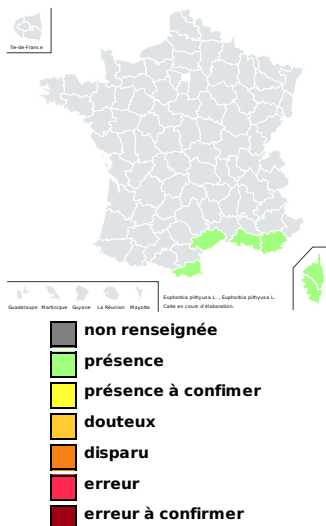 Île-de-France
Guadeloupe Martinique Guyane La Réunion Mayotte
Euphorbia pithyusa L. , Euphorbia pithyusa L.
Carte en cours d'élaboration.
non renseignée
présence
présence à confimer
douteux
disparu
erreur
erreur à confirmer